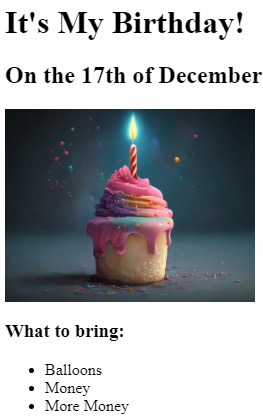 It's My Birthday!
On the 17th of December
What to bring:
Balloons
Money
More Money